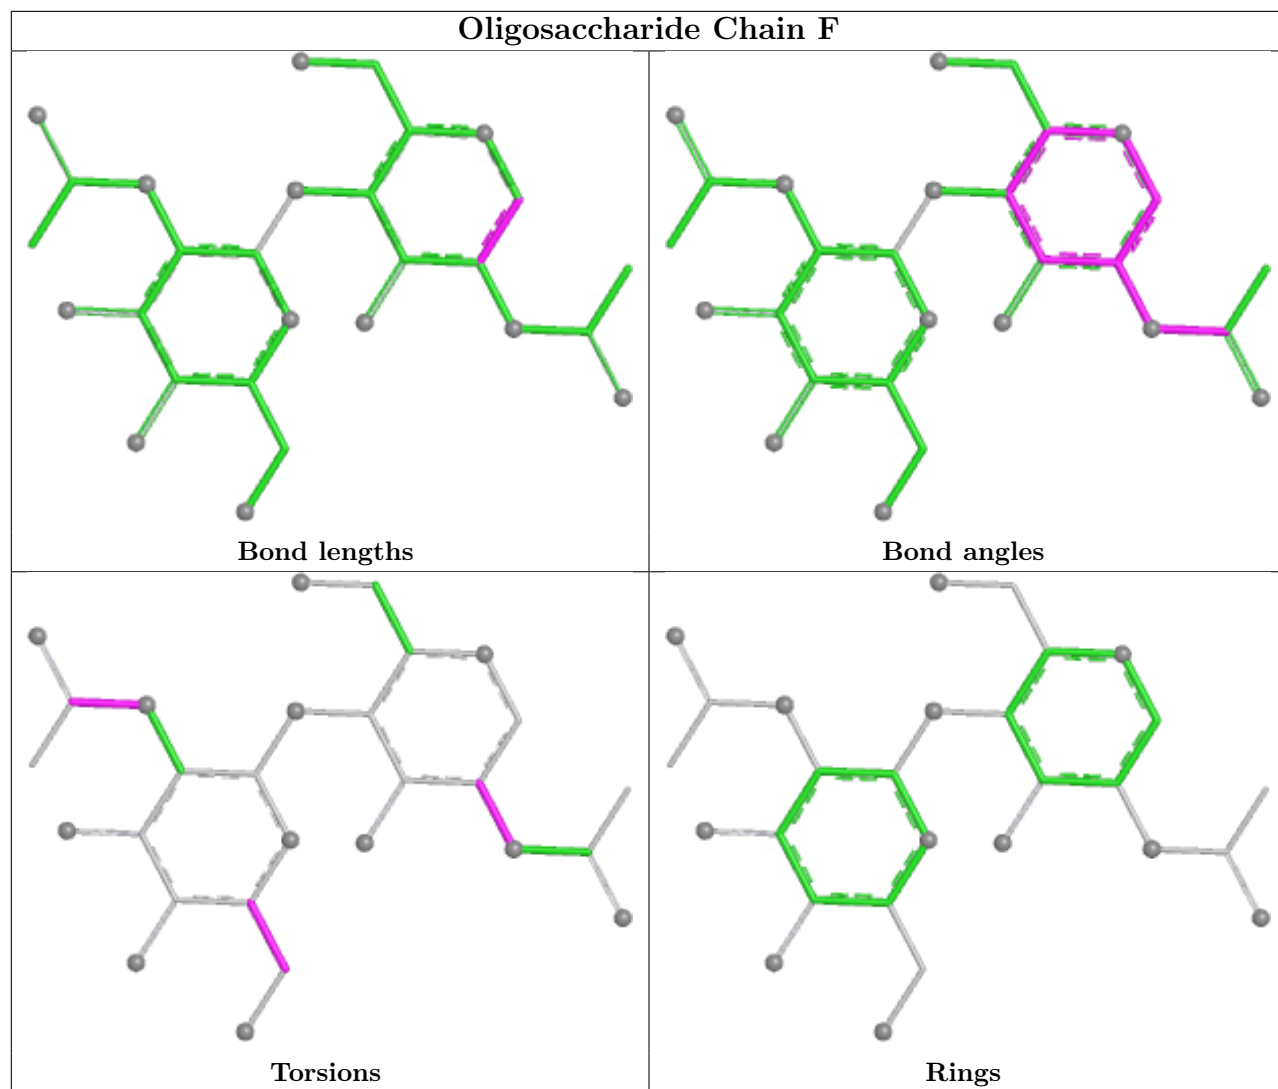 Oligosaccharide Chain F
Bond lengths
Bond angles
Torsions
Rings